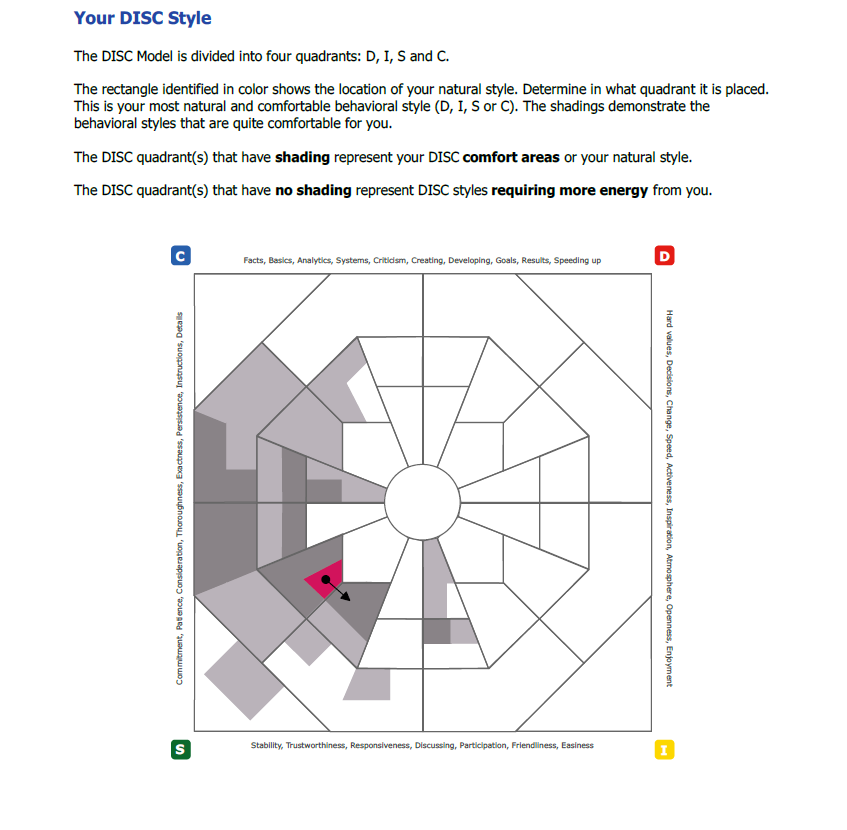 Your DISC Style
The DISC Model is divided into four quadrants: D, I, S and C.
The rectangle identified in color shows the location of your natural style. Determine in what quadrant it is placed.
This is your most natural and comfortable behavioral style (D, I, S or C). The shadings demonstrate the
behavioral styles that are quite comfortable for you.
The DISC quadrant(s) that have shading represent your DISC comfort areas or your natural style.
The DISC quadrant(s) that have no shading represent DISC styles requiring more energy from you.
C
Facts, Basics, Analytics, Systems, Criticism, Creating, Developing, Goals, Results, Speeding up
D
Commitment, Patience, Consideration, Thoroughness, Exactness, Persistence, Instructions, Details
Hard values, Decisions, Change, Speed, Activeness, Inspiration, Atmosphere, Openness, Enjoyment
S
Stability, Trustworthiness, Responsiveness, Discussing, Participation, Friendliness, Easiness
I